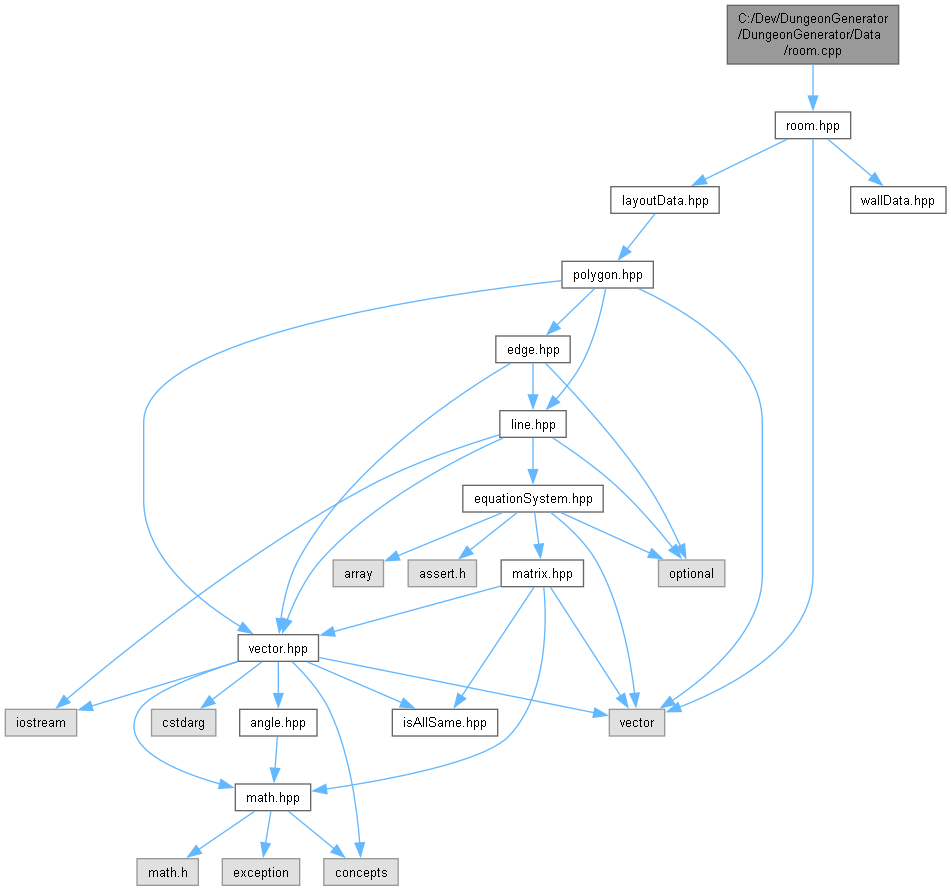 C:/Dev/DungeonGenerator
/DungeonGenerator/Data
/room.cpp
room.hpp
layoutData.hpp
wallData.hpp
polygon.hpp
edge.hpp
line.hpp
equationSystem.hpp
array
assert.h
matrix.hpp
optional
vector.hpp
iostream
cstdarg
angle.hpp
isAllSame.hpp
vector
math.hpp
math.h
exception
concepts